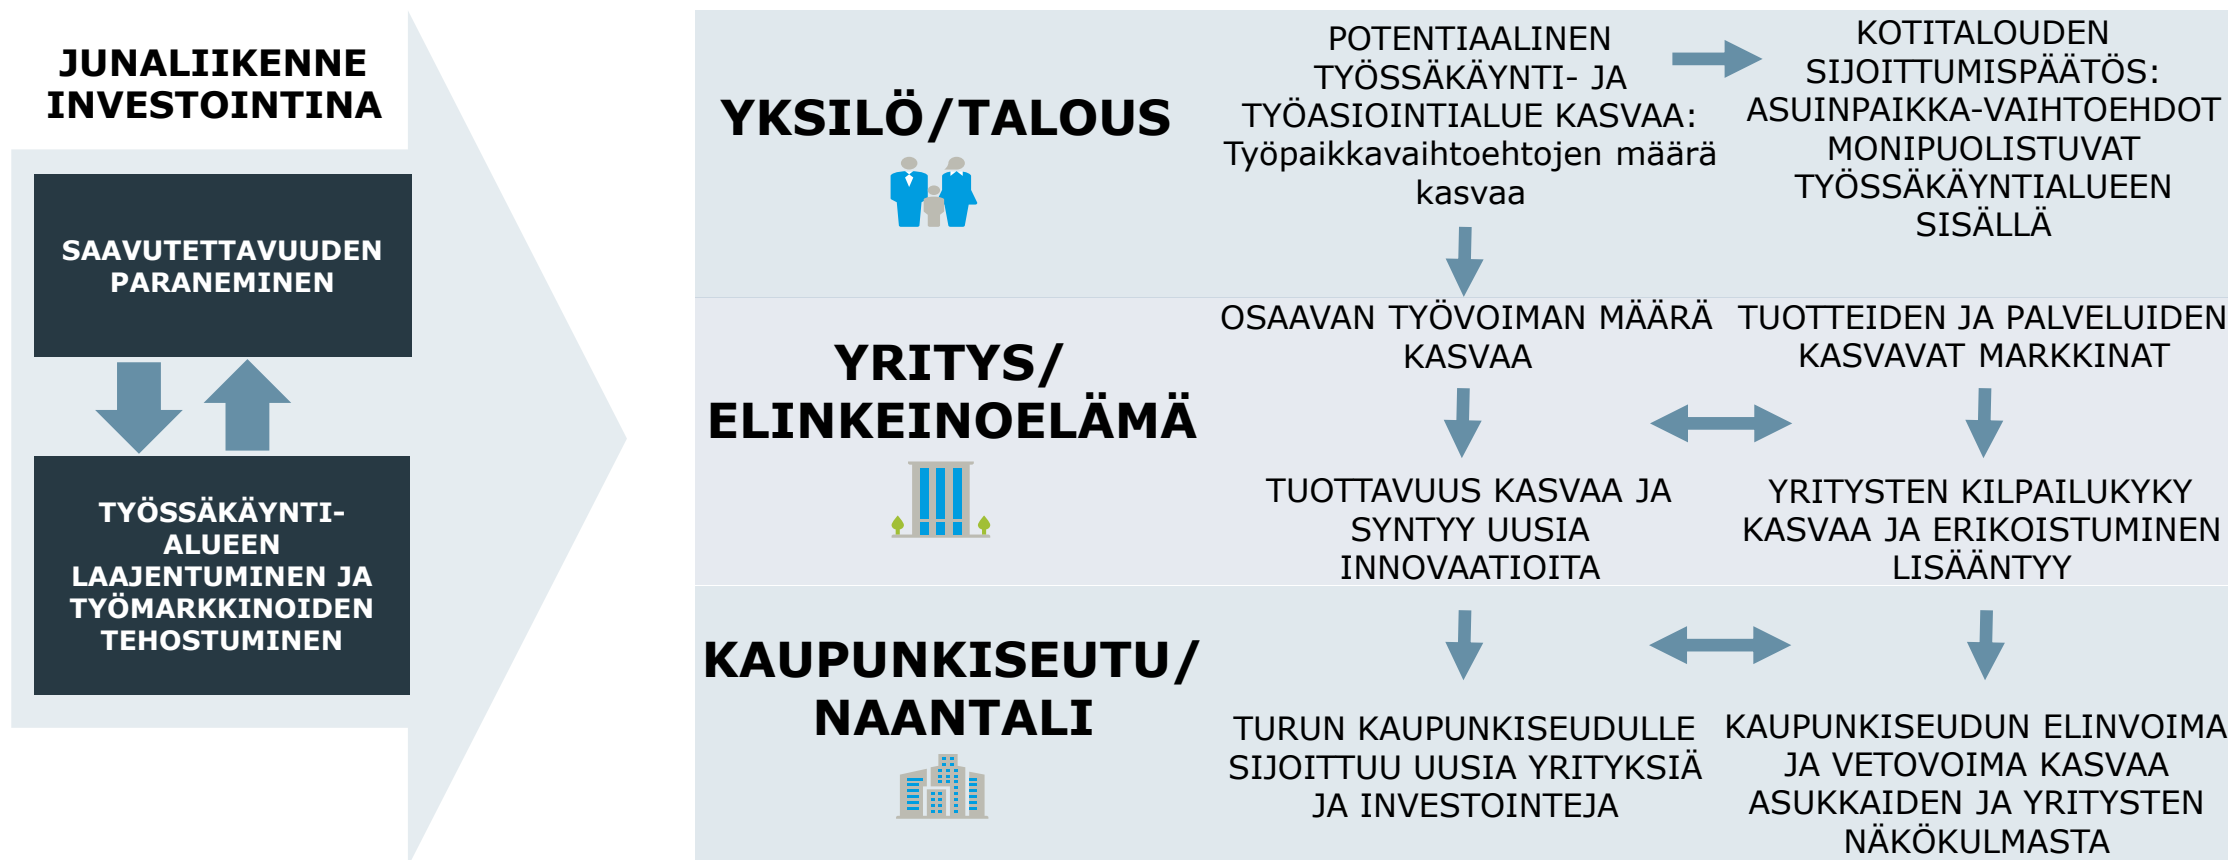 JUNALIIKENNE
INVESTOINTINA
SAAVUTETTAVUUDEN
PARANEMINEN
TYÖSSÄKÄYNTI-
ALUEEN
LAAJENTUMINEN JA
TYÖMARKKINOIDEN
TEHOSTUMINEN
YKSILÖ/TALOUS
POTENTIAALINEN
TYÖSSÄKÄYNTI- JA
TYÖASIOINTIALUE KASVAA:
Työpaikkavaihtoehtojen määrä
kasvaa
KOTITALOUDEN
SIJOITTUMISPÄÄTÖS:
ASUINPAIKKA-VAIHTOEHDOT
MONIPUOLISTUVAT
TYÖSSÄKÄYNTIALUEEN
SISÄLLÄ
YRITYS/
ELINKEINOELÄMÄ
OSAAVAN TYÖVOIMAN MÄÄRÄ
KASVAA
TUOTTEIDEN JA PALVELUIDEN
KASVAVAT MARKKINAT
TUOTTAVUUS KASVAA JA
SYNTYY UUSIA
INNOVAATIOITA
YRITYSTEN KILPAILUKYKY
KASVAA JA ERIKOISTUMINEN
LISÄÄNTYY
KAUPUNKISEUTU/
NAANTALI
TURUN KAUPUNKISEUDULLE
SIJOITTUU UUSIA YRITYKSIÄ
JA INVESTOINTEJA
KAUPUNKISEUDUN ELINVOIMA
JA VETOVOIMA KASVAA
ASUKKAIDEN JA YRITYSTEN
NÄKÖKULMASTA